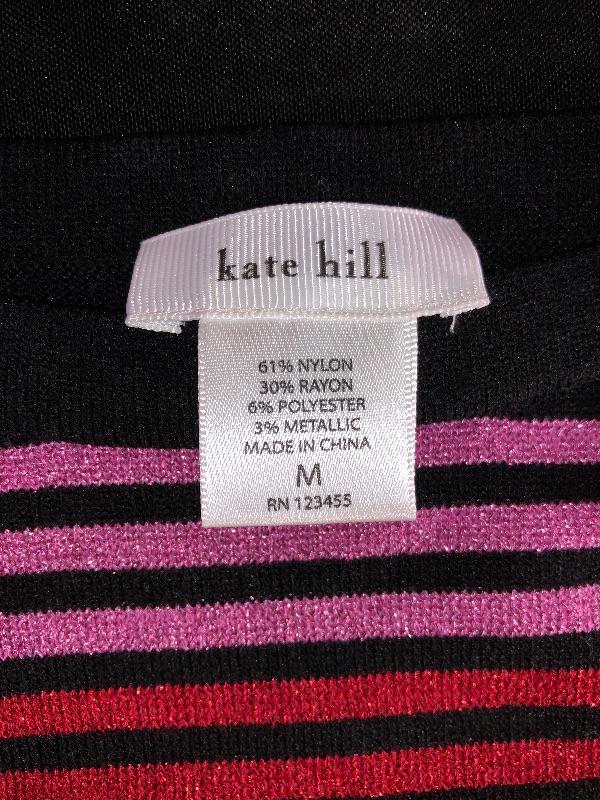 kate hill
61% NYLON
30% RAYON
6% POLYESTER
3% METALLIC
MADE IN CHINA
M
RN 123455